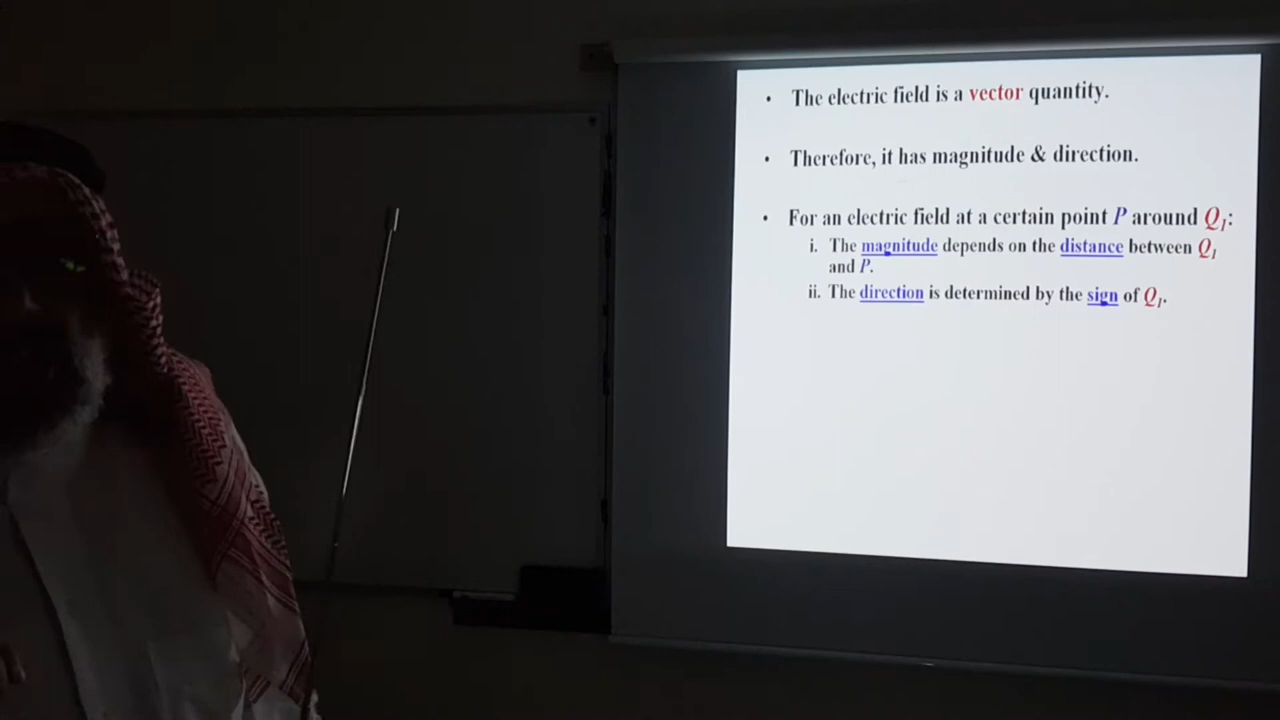 • The electric field is a vector quantity.
• Therefore, it has magnitude & direction.
• For an electric field at a certain point P around Q₁:
i. The magnitude depends on the distance between Q₁
and P.
ii. The direction is determined by the sign of Q₁.